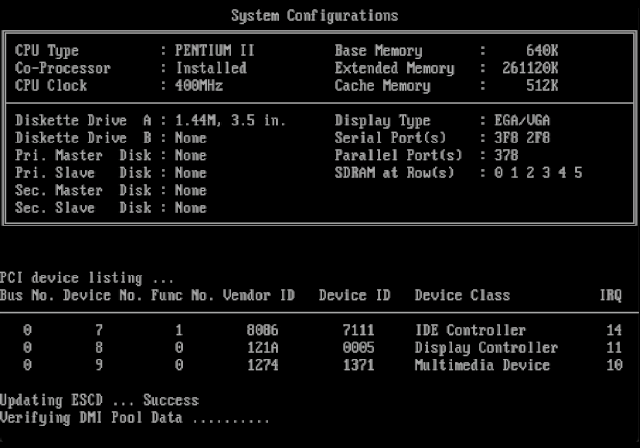 System Configurations
CPU Type : PENTIUM II Base Memory : 640K
Co-Processor : Installed Extended Memory : 261120K
CPU Clock : 400MHz Cache Memory : 512K
Diskette Drive A : 1.44M, 3.5 in. Display Type : EGA/VGA
Diskette Drive B : None Serial Port(s) : 3F8 2F8
Pri. Master Disk : None Parallel Port(s) : 378
Pri. Slave Disk : None SDRAM at Row(s) : 0 1 2 3 4 5
Sec. Master Disk : None
Sec. Slave Disk : None
PCI device listing ...
Bus No. Device No. Func No. Vendor ID Device ID Device Class IRQ
0 7 1 8086 7111 IDE Controller 14
0 8 0 121A 0005 Display Controller 11
0 9 0 1274 1371 Multimedia Device 10
Updating ESCD ... Success
Verifying DMI Pool Data ..........